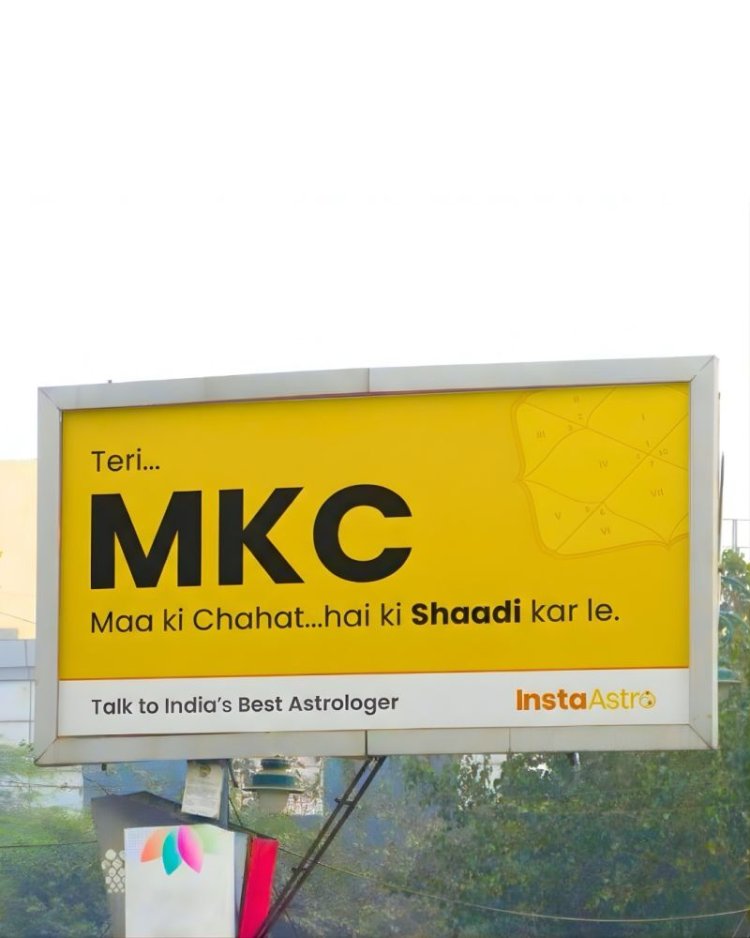 Teri...
MKC
Maa ki Chahat...hai ki Shaadi kar le.
Talk to India's Best Astrologer
InstaAstro